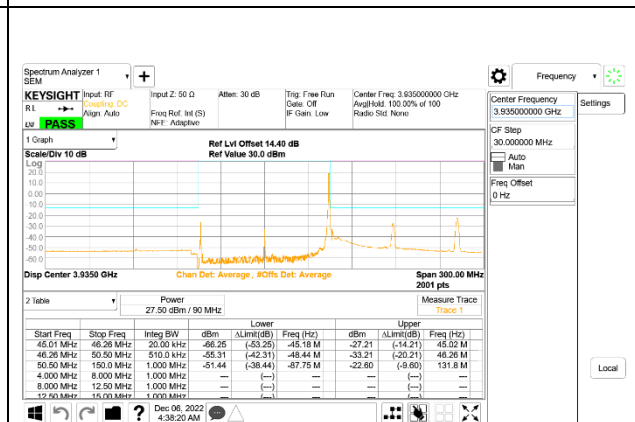 Spectrum Analyzer 1
SEM
Frequency
KEYSIGHT Input: RF Input Z: 50 Ω Atten: 30 dB Trig: Free Run Center Freq: 3.935000000 GHz
R L Coupling: DC Gate: Off Avg|Hold: 100.00% of 100
Align: Auto Freq Ref: Int (S) IF Gain: Low Radio Std: None
NFE: Adaptive
PASS
Center Frequency
3.935000000 GHz
Settings
CF Step
30.000000 MHz
Auto
Man
Freq Offset
0 Hz
1 Graph
Ref Lvl Offset 14.40 dB
Scale/Div 10 dB Ref Value 30.0 dBm
Log
20.0
10.0
0.00
-10.0
-20.0
-30.0
-40.0
-50.0
-60.0
Disp Center 3.9350 GHz Chan Det: Average , #Offs Det: Average Span 300.00 MHz
2001 pts
2 Table Power Measure Trace
27.50 dBm / 90 MHz Trace 1
Lower Upper
Start Freq Stop Freq Integ BW dBm ΔLimit(dB) Freq (Hz) dBm ΔLimit(dB) Freq (Hz)
45.01 MHz 46.26 MHz 20.00 kHz -66.25 (-53.25) -45.18 M -27.21 (-14.21) 45.02 M
46.26 MHz 50.50 MHz 510.0 kHz -55.31 (-42.31) -48.44 M -33.21 (-20.21) 46.26 M
50.50 MHz 150.0 MHz 1.000 MHz -51.44 (-38.44) -87.75 M -22.60 (-9.60) 131.8 M
4.000 MHz 8.000 MHz 1.000 MHz --- (---) --- --- (---) ---
8.000 MHz 12.50 MHz 1.000 MHz --- (---) --- --- (---) ---
12.50 MHz 15.00 MHz 1.000 MHz --- (---) --- --- (---) ---
Local
? Dec 06, 2022
4:38:20 AM